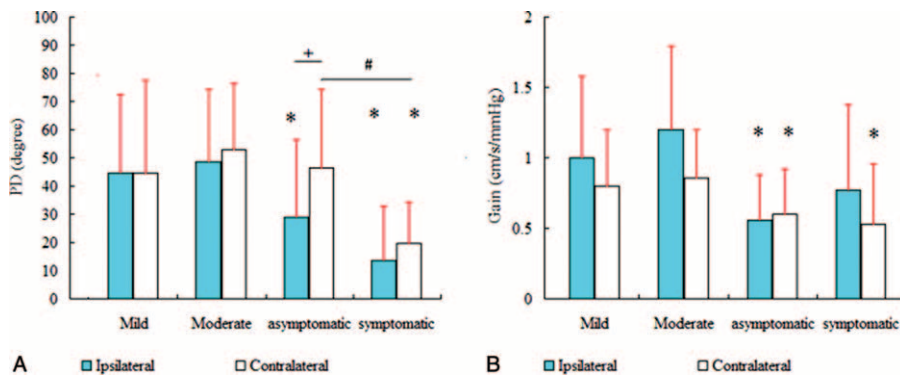 100
90
80
70
60
50
40
30
20
10
0
PD (degree)
+
#
*
*
*
Mild
Moderate
asymptomatic
symptomatic
A
Ipsilateral
Contralateral
2
1.5
1
0.5
0
Gain (cm/s/mmHg)
*
*
*
Mild
Moderate
asymptomatic
symptomatic
B
Ipsilateral
Contralateral